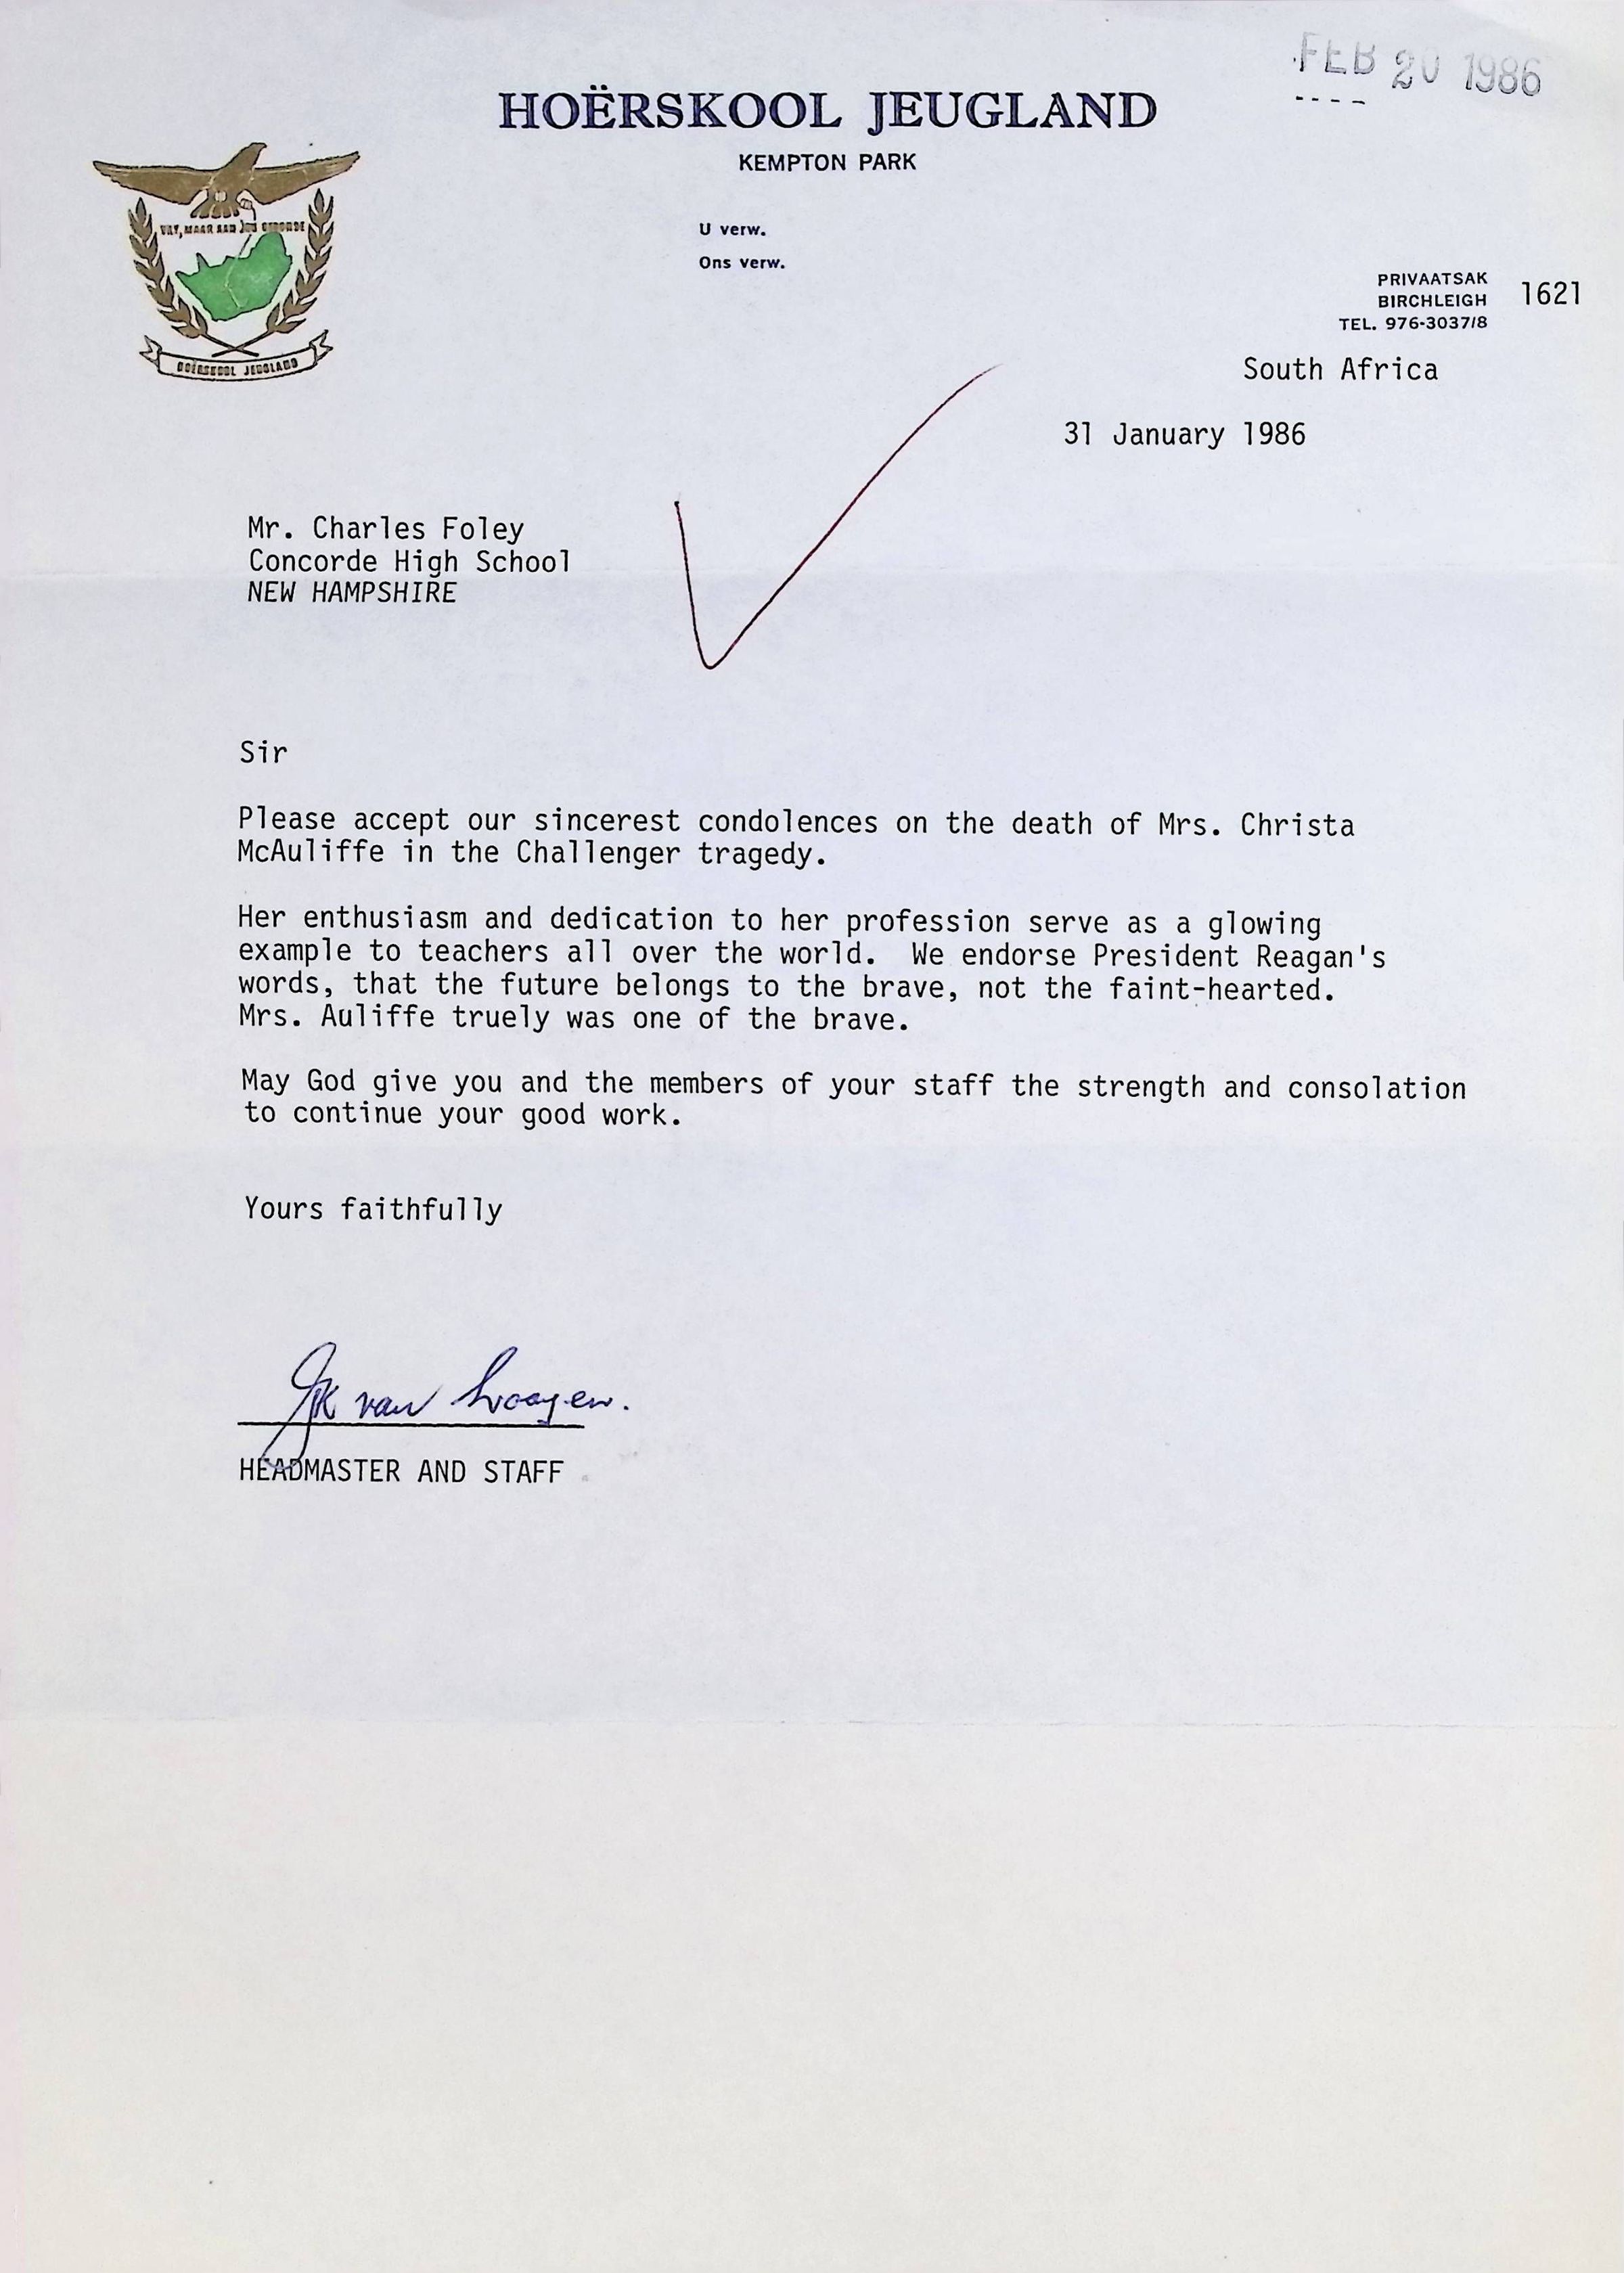 FEB 20 1986
HOËRSKOOL JEUGLAND
KEMPTON PARK
U verw.
Ons verw.
HOËRSKOOL JEUGLAND
PRIVAATSAK
BIRCHLEIGH 1621
TEL. 976-3037/8
South Africa
31 January 1986
Mr. Charles Foley
Concorde High School
NEW HAMPSHIRE
Sir
Please accept our sincerest condolences on the death of Mrs. Christa
McAuliffe in the Challenger tragedy.
Her enthusiasm and dedication to her profession serve as a glowing
example to teachers all over the world. We endorse President Reagan's
words, that the future belongs to the brave, not the faint-hearted.
Mrs. Auliffe truely was one of the brave.
May God give you and the members of your staff the strength and consolation
to continue your good work.
Yours faithfully
van
HEADMASTER AND STAFF